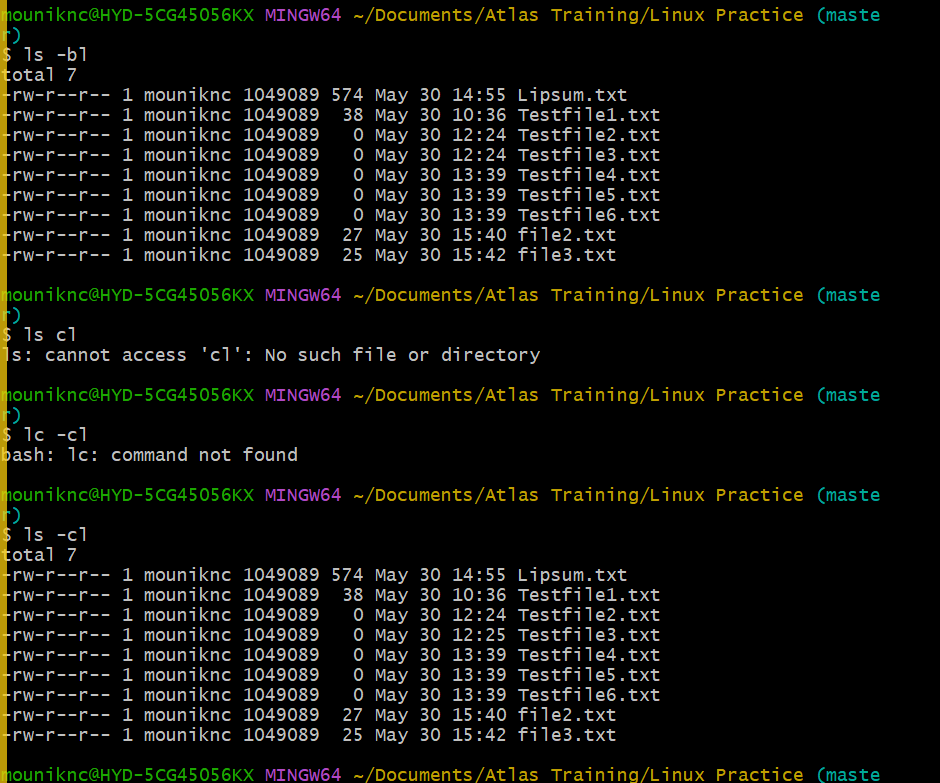 mouniknc@HYD-5CG45056KX MINGW64 ~/Documents/Atlas Training/Linux Practice (maste
r)
$ ls -bl
total 7
-rw-r--r-- 1 mouniknc 1049089 574 May 30 14:55 Lipsum.txt
-rw-r--r-- 1 mouniknc 1049089  38 May 30 10:36 Testfile1.txt
-rw-r--r-- 1 mouniknc 1049089   0 May 30 12:24 Testfile2.txt
-rw-r--r-- 1 mouniknc 1049089   0 May 30 12:24 Testfile3.txt
-rw-r--r-- 1 mouniknc 1049089   0 May 30 13:39 Testfile4.txt
-rw-r--r-- 1 mouniknc 1049089   0 May 30 13:39 Testfile5.txt
-rw-r--r-- 1 mouniknc 1049089   0 May 30 13:39 Testfile6.txt
-rw-r--r-- 1 mouniknc 1049089  27 May 30 15:40 file2.txt
-rw-r--r-- 1 mouniknc 1049089  25 May 30 15:42 file3.txt

mouniknc@HYD-5CG45056KX MINGW64 ~/Documents/Atlas Training/Linux Practice (maste
r)
$ ls cl
ls: cannot access 'cl': No such file or directory

mouniknc@HYD-5CG45056KX MINGW64 ~/Documents/Atlas Training/Linux Practice (maste
r)
$ lc -cl
bash: lc: command not found

mouniknc@HYD-5CG45056KX MINGW64 ~/Documents/Atlas Training/Linux Practice (maste
r)
$ ls -cl
total 7
-rw-r--r-- 1 mouniknc 1049089 574 May 30 14:55 Lipsum.txt
-rw-r--r-- 1 mouniknc 1049089  38 May 30 10:36 Testfile1.txt
-rw-r--r-- 1 mouniknc 1049089   0 May 30 12:24 Testfile2.txt
-rw-r--r-- 1 mouniknc 1049089   0 May 30 12:25 Testfile3.txt
-rw-r--r-- 1 mouniknc 1049089   0 May 30 13:39 Testfile4.txt
-rw-r--r-- 1 mouniknc 1049089   0 May 30 13:39 Testfile5.txt
-rw-r--r-- 1 mouniknc 1049089   0 May 30 13:39 Testfile6.txt
-rw-r--r-- 1 mouniknc 1049089  27 May 30 15:40 file2.txt
-rw-r--r-- 1 mouniknc 1049089  25 May 30 15:42 file3.txt

mouniknc@HYD-5CG45056KX MINGW64 ~/Documents/Atlas Training/Linux Practice (maste